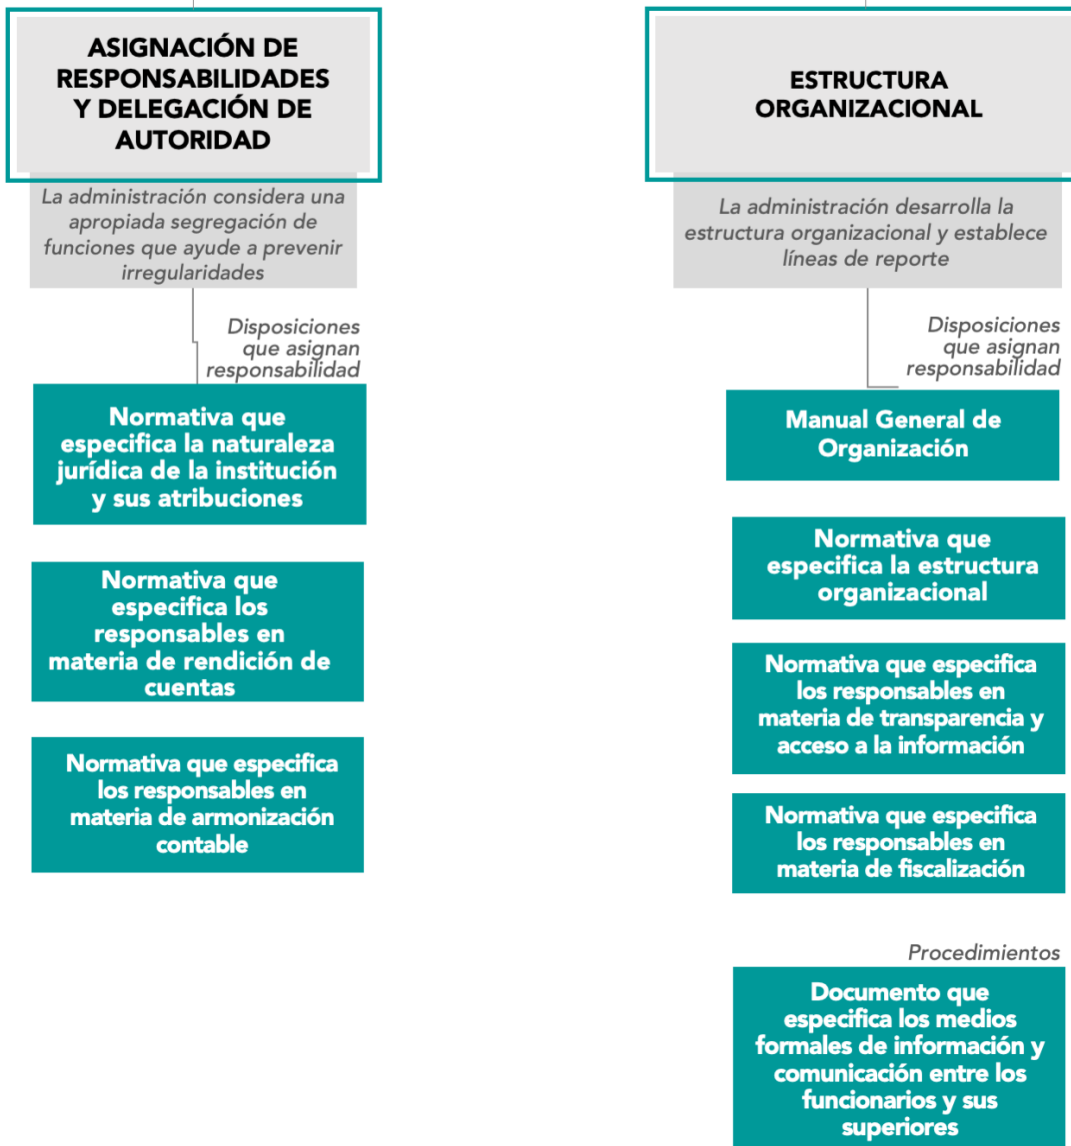 ASIGNACIÓN DE
RESPONSABILIDADES
Y DELEGACIÓN DE
AUTORIDAD
La administración considera una
apropiada segregación de
funciones que ayude a prevenir
irregularidades
Disposiciones
que asignan
responsabilidad
Normativa que
especifica la naturaleza
jurídica de la institución
y sus atribuciones
Normativa que
especifica los
responsables en
materia de rendición de
cuentas
Normativa que especifica
los responsables en
materia de armonización
contable
ESTRUCTURA
ORGANIZACIONAL
La administración desarrolla la
estructura organizacional y establece
líneas de reporte
Disposiciones
que asignan
responsabilidad
Manual General de
Organización
Normativa que
especifica la estructura
organizacional
Normativa que especifica
los responsables en
materia de transparencia y
acceso a la información
Normativa que especifica
los responsables en
materia de fiscalización
Procedimientos
Documento que
especifica los medios
formales de información y
comunicación entre los
funcionarios y sus
superiores